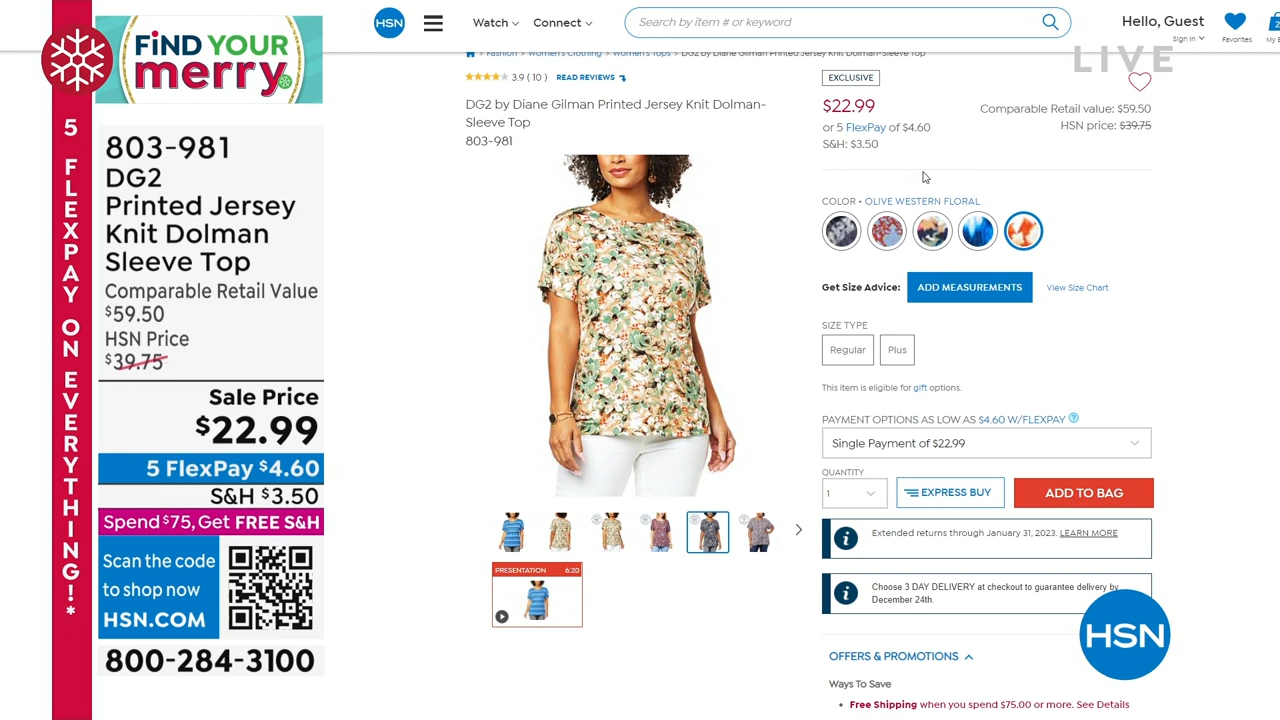 FiND YOUR
merry
5 FLEXPAY ON EVERYTHING!*
803-981
DG2
Printed Jersey
Knit Dolman
Sleeve Top
Comparable Retail Value
$59.50
HSN Price
$39.75
Sale Price
$22.99
5 FlexPay $4.60
S&H $3.50
Spend $75, Get FREE S&H
Scan the code
to shop now
HSN.COM
800-284-3100
HSN
Watch
Connect
Search by item # or keyword
Hello, Guest
Sign In
Favorites
2
LIVE
Fashion > Women's Clothing > Women's Tops > DG2 by Diane Gilman Printed Jersey Knit Dolman-Sleeve Top
3.9 ( 10 ) READ REVIEWS
DG2 by Diane Gilman Printed Jersey Knit Dolman-
Sleeve Top
803-981
PRESENTATION 6:20
EXCLUSIVE
$22.99
or 5 FlexPay of $4.60
S&H: $3.50
Comparable Retail value: $59.50
HSN price: $39.75
COLOR • OLIVE WESTERN FLORAL
Get Size Advice: ADD MEASUREMENTS View Size Chart
SIZE TYPE
Regular Plus
This item is eligible for gift options.
PAYMENT OPTIONS AS LOW AS $4.60 W/FLEXPAY ?
Single Payment of $22.99
QUANTITY
1
EXPRESS BUY
ADD TO BAG
Extended returns through January 31, 2023. LEARN MORE
Choose 3 DAY DELIVERY at checkout to guarantee delivery by
December 24th.
HSN
OFFERS & PROMOTIONS
Ways To Save
• Free Shipping when you spend $75.00 or more. See Details